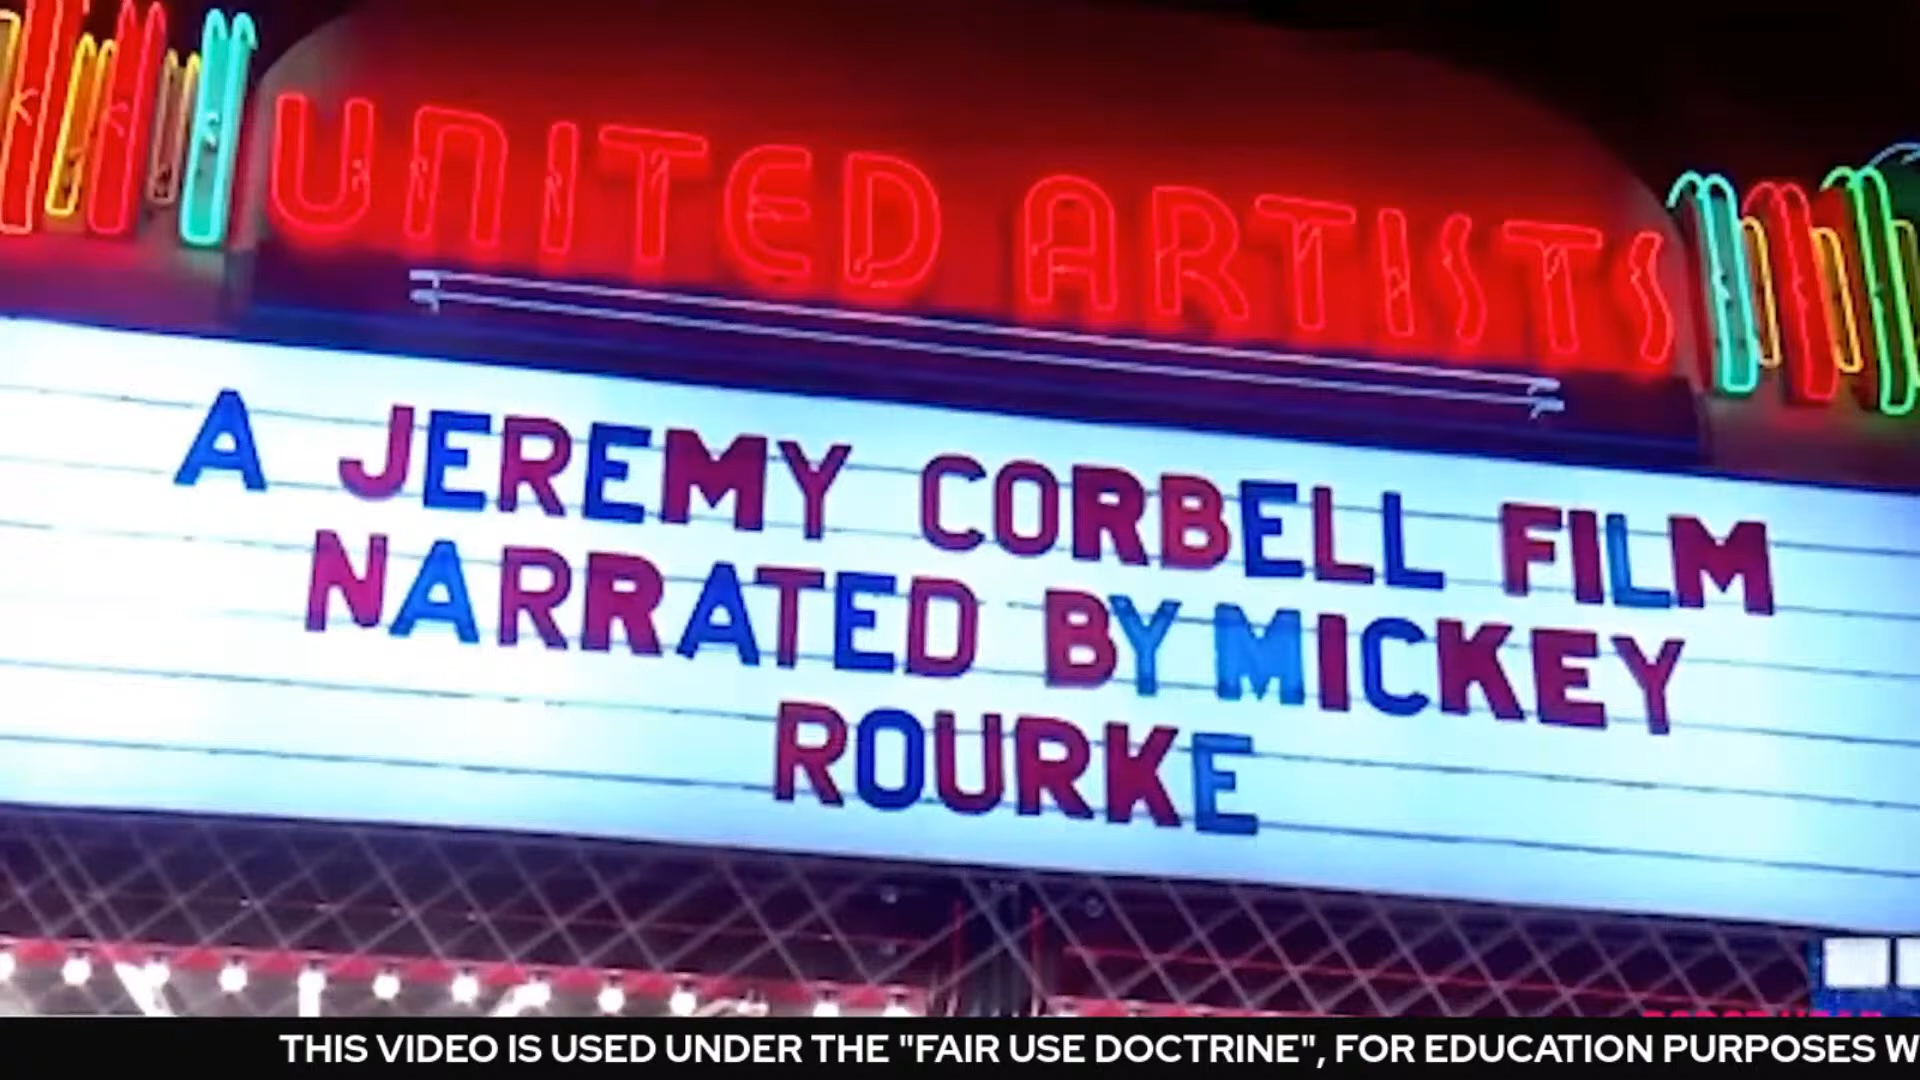 UNITED ARTISTS
A JEREMY CORBELL FILM
NARRATED BY MICKEY
ROURKE
THIS VIDEO IS USED UNDER THE "FAIR USE DOCTRINE", FOR EDUCATION PURPOSES W